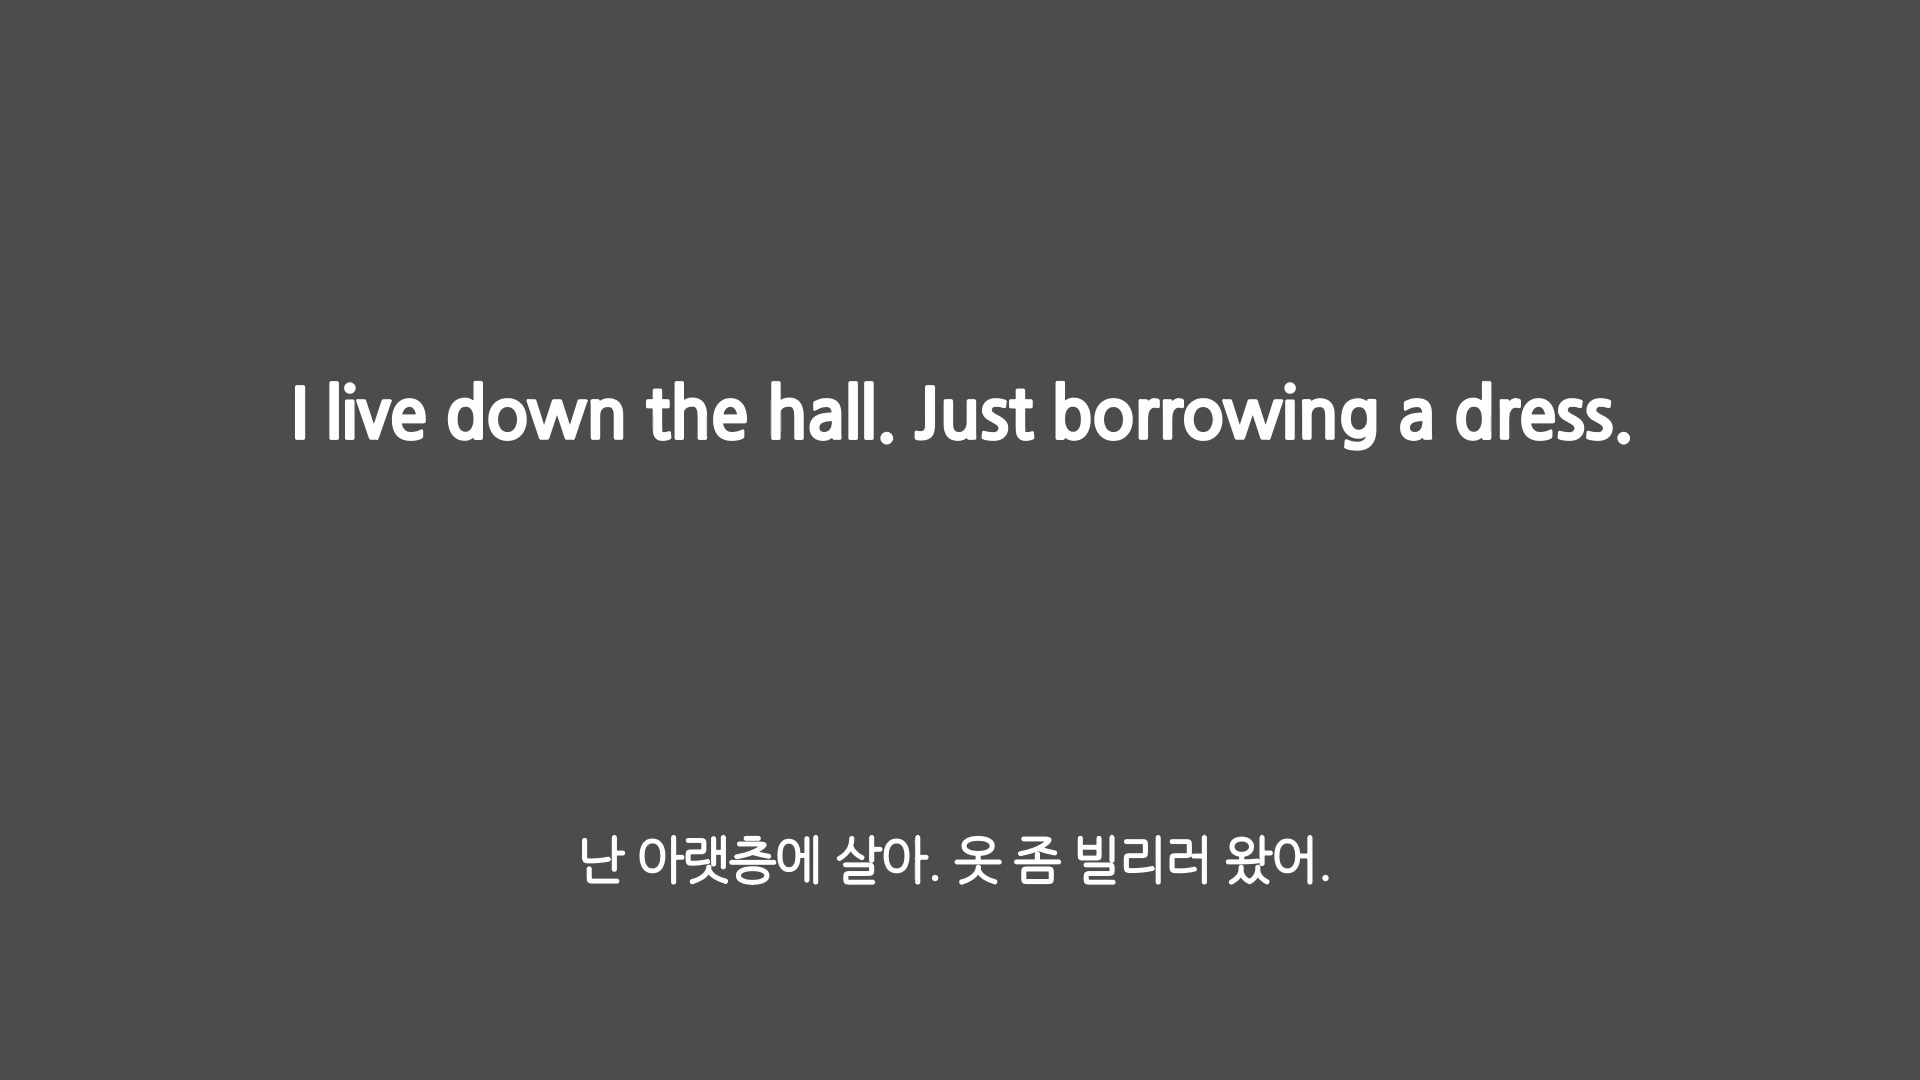 I live down the hall. Just borrowing a dress.
난 아랫층에 살아. 옷 좀 빌리러 왔어.